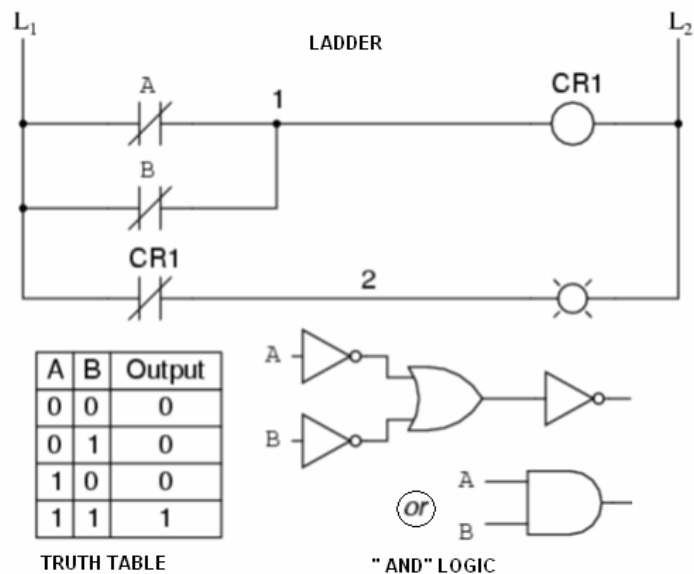 L1
L2
LADDER
A
1
CR1
B
CR1
2
A B Output
0 0 0
0 1 0
1 0 0
1 1 1
TRUTH TABLE
A
B
or
A
B
" AND" LOGIC